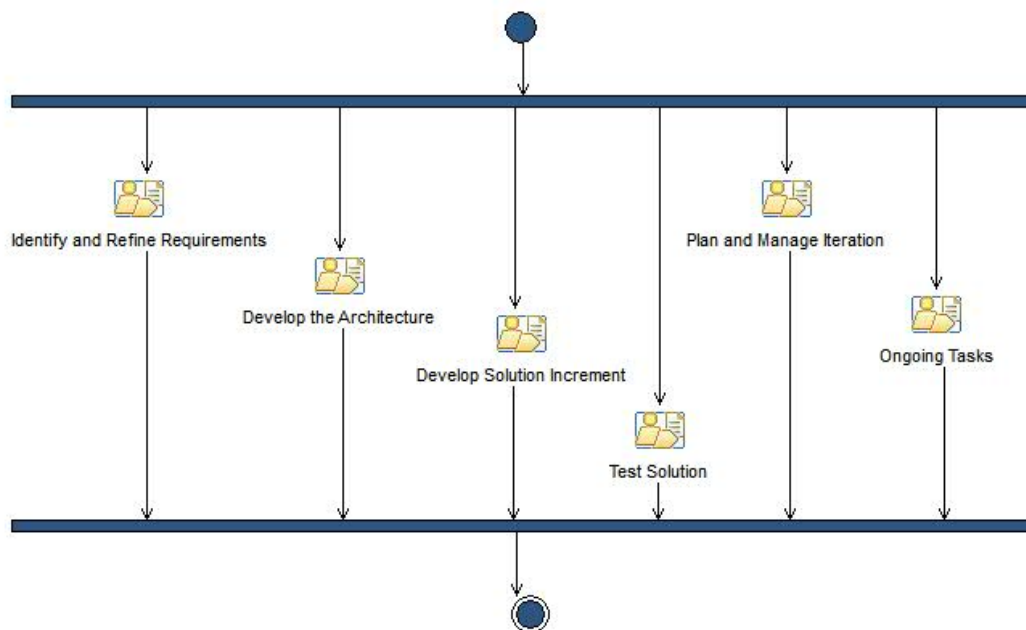 Identify and Refine Requirements
Plan and Manage Iteration
Develop the Architecture
Ongoing Tasks
Develop Solution Increment
Test Solution